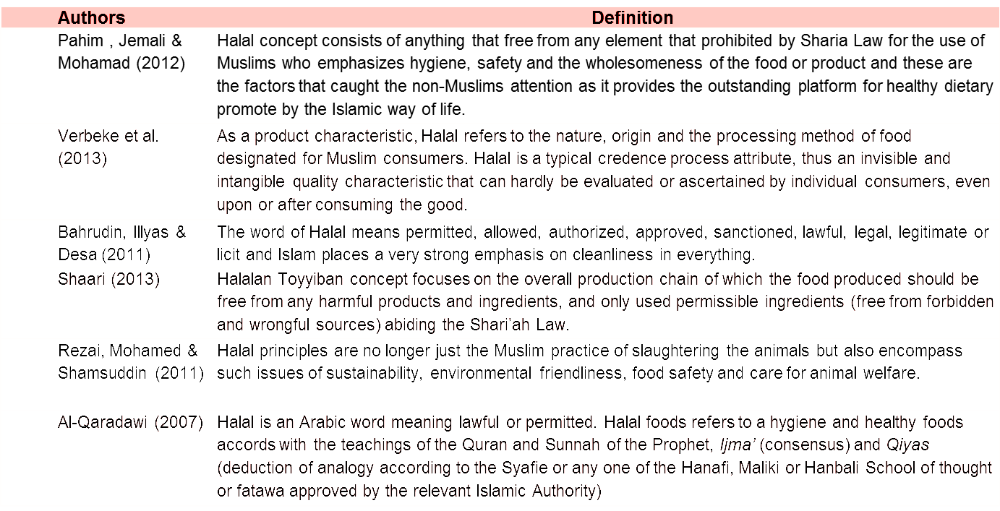 Authors Definition
Pahim , Jemali & Halal concept consists of anything that free from any element that prohibited by Sharia Law for the use of
Mohamad (2012) Muslims who emphasizes hygiene, safety and the wholesomeness of the food or product and these are
the factors that caught the non-Muslims attention as it provides the outstanding platform for healthy dietary
promote by the Islamic way of life.
Verbeke et al. As a product characteristic, Halal refers to the nature, origin and the processing method of food
(2013) designated for Muslim consumers. Halal is a typical credence process attribute, thus an invisible and
intangible quality characteristic that can hardly be evaluated or ascertained by individual consumers, even
upon or after consuming the good.
Bahrudin, Illyas & The word of Halal means permitted, allowed, authorized, approved, sanctioned, lawful, legal, legitimate or
Desa (2011) licit and Islam places a very strong emphasis on cleanliness in everything.
Shaari (2013) Halalan Toyyiban concept focuses on the overall production chain of which the food produced should be
free from any harmful products and ingredients, and only used permissible ingredients (free from forbidden
and wrongful sources) abiding the Shari’ah Law.
Rezai, Mohamed & Halal principles are no longer just the Muslim practice of slaughtering the animals but also encompass
Shamsuddin (2011) such issues of sustainability, environmental friendliness, food safety and care for animal welfare.
Al-Qaradawi (2007) Halal is an Arabic word meaning lawful or permitted. Halal foods refers to a hygiene and healthy foods
accords with the teachings of the Quran and Sunnah of the Prophet, Ijma’ (consensus) and Qiyas
(deduction of analogy according to the Syafie or any one of the Hanafi, Maliki or Hanbali School of thought
or fatawa approved by the relevant Islamic Authority)